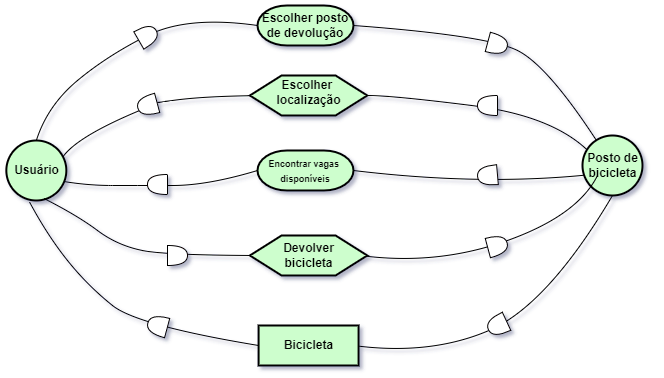 Escolher posto
de devolução
Escolher
localização
Usuário
Encontrar vagas
disponíveis
Posto de
bicicleta
Devolver
bicicleta
Bicicleta